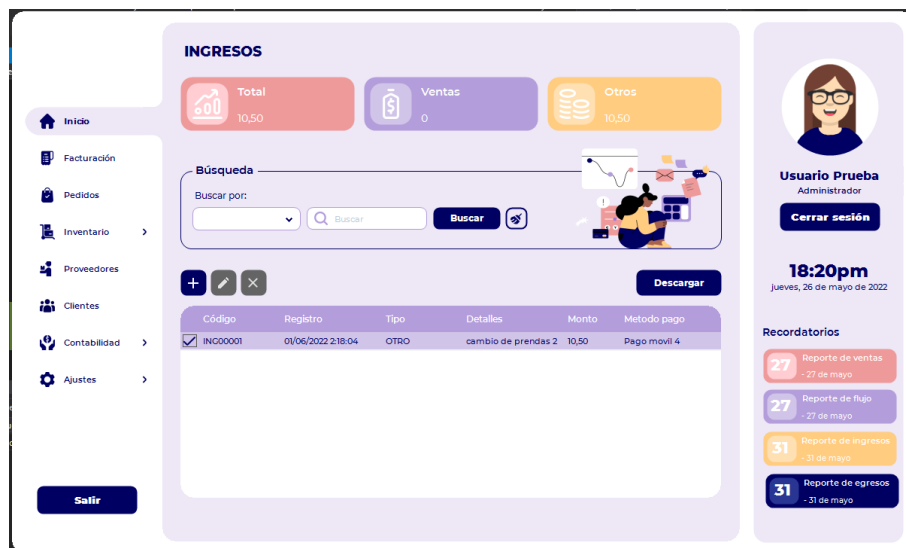 Inicio
Facturación
Pedidos
Inventario
Proveedores
Clientes
Contabilidad
Ajustes
Salir
INGRESOS
Total
10,50
Ventas
0
Otros
10,50
Búsqueda
Buscar por:
Buscar
Buscar
Descargar
Código Registro Tipo Detalles Monto Metodo pago
ING00001 01/06/2022 2:18:04 OTRO cambio de prendas 2 10,50 Pago movil 4
Usuario Prueba
Administrador
Cerrar sesión
18:20pm
jueves, 26 de mayo de 2022
Recordatorios
27 Reporte de ventas
- 27 de mayo
27 Reporte de flujo
- 27 de mayo
31 Reporte de ingresos
- 31 de mayo
31 Reporte de egresos
- 31 de mayo